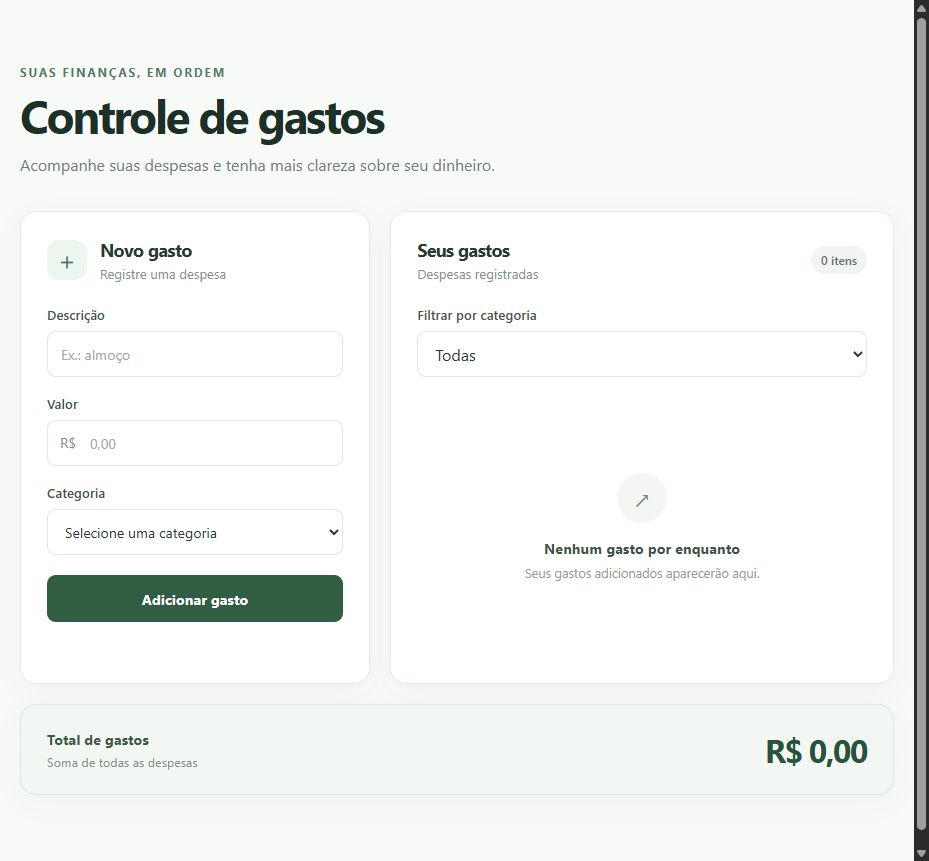 SUAS FINANÇAS, EM ORDEM
Controle de gastos
Acompanhe suas despesas e tenha mais clareza sobre seu dinheiro.
+
Novo gasto
Registre uma despesa
Descrição
Ex.: almoço
Valor
R$ 0,00
Categoria
Selecione uma categoria
Adicionar gasto
Seus gastos
Despesas registradas
0 itens
Filtrar por categoria
Todas
↗
Nenhum gasto por enquanto
Seus gastos adicionados aparecerão aqui.
Total de gastos
Soma de todas as despesas
R$ 0,00